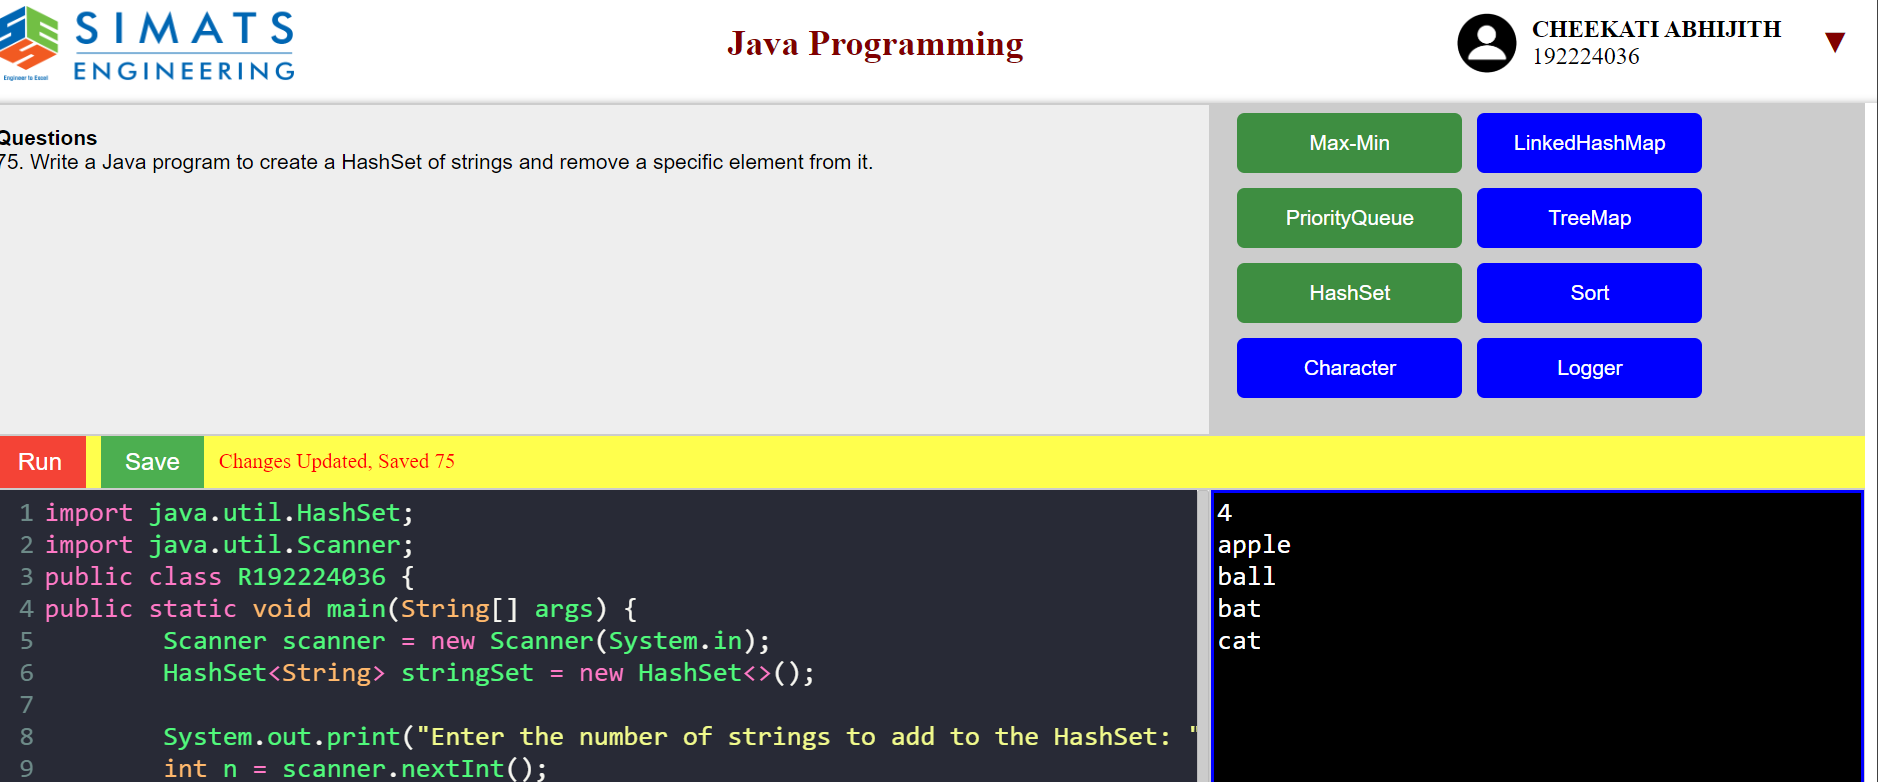 SIMATS
ENGINEERING
Engineer to Excel
Java Programming
CHEEKATI ABHIJITH
192224036
Questions
75. Write a Java program to create a HashSet of strings and remove a specific element from it.
Max-Min
LinkedHashMap
PriorityQueue
TreeMap
HashSet
Sort
Character
Logger
Run
Save
Changes Updated, Saved 75
1 import java.util.HashSet;
2 import java.util.Scanner;
3 public class R192224036 {
4 public static void main(String[] args) {
5 Scanner scanner = new Scanner(System.in);
6 HashSet<String> stringSet = new HashSet<>();
7
8 System.out.print("Enter the number of strings to add to the HashSet: "
9 int n = scanner.nextInt();
4
apple
ball
bat
cat